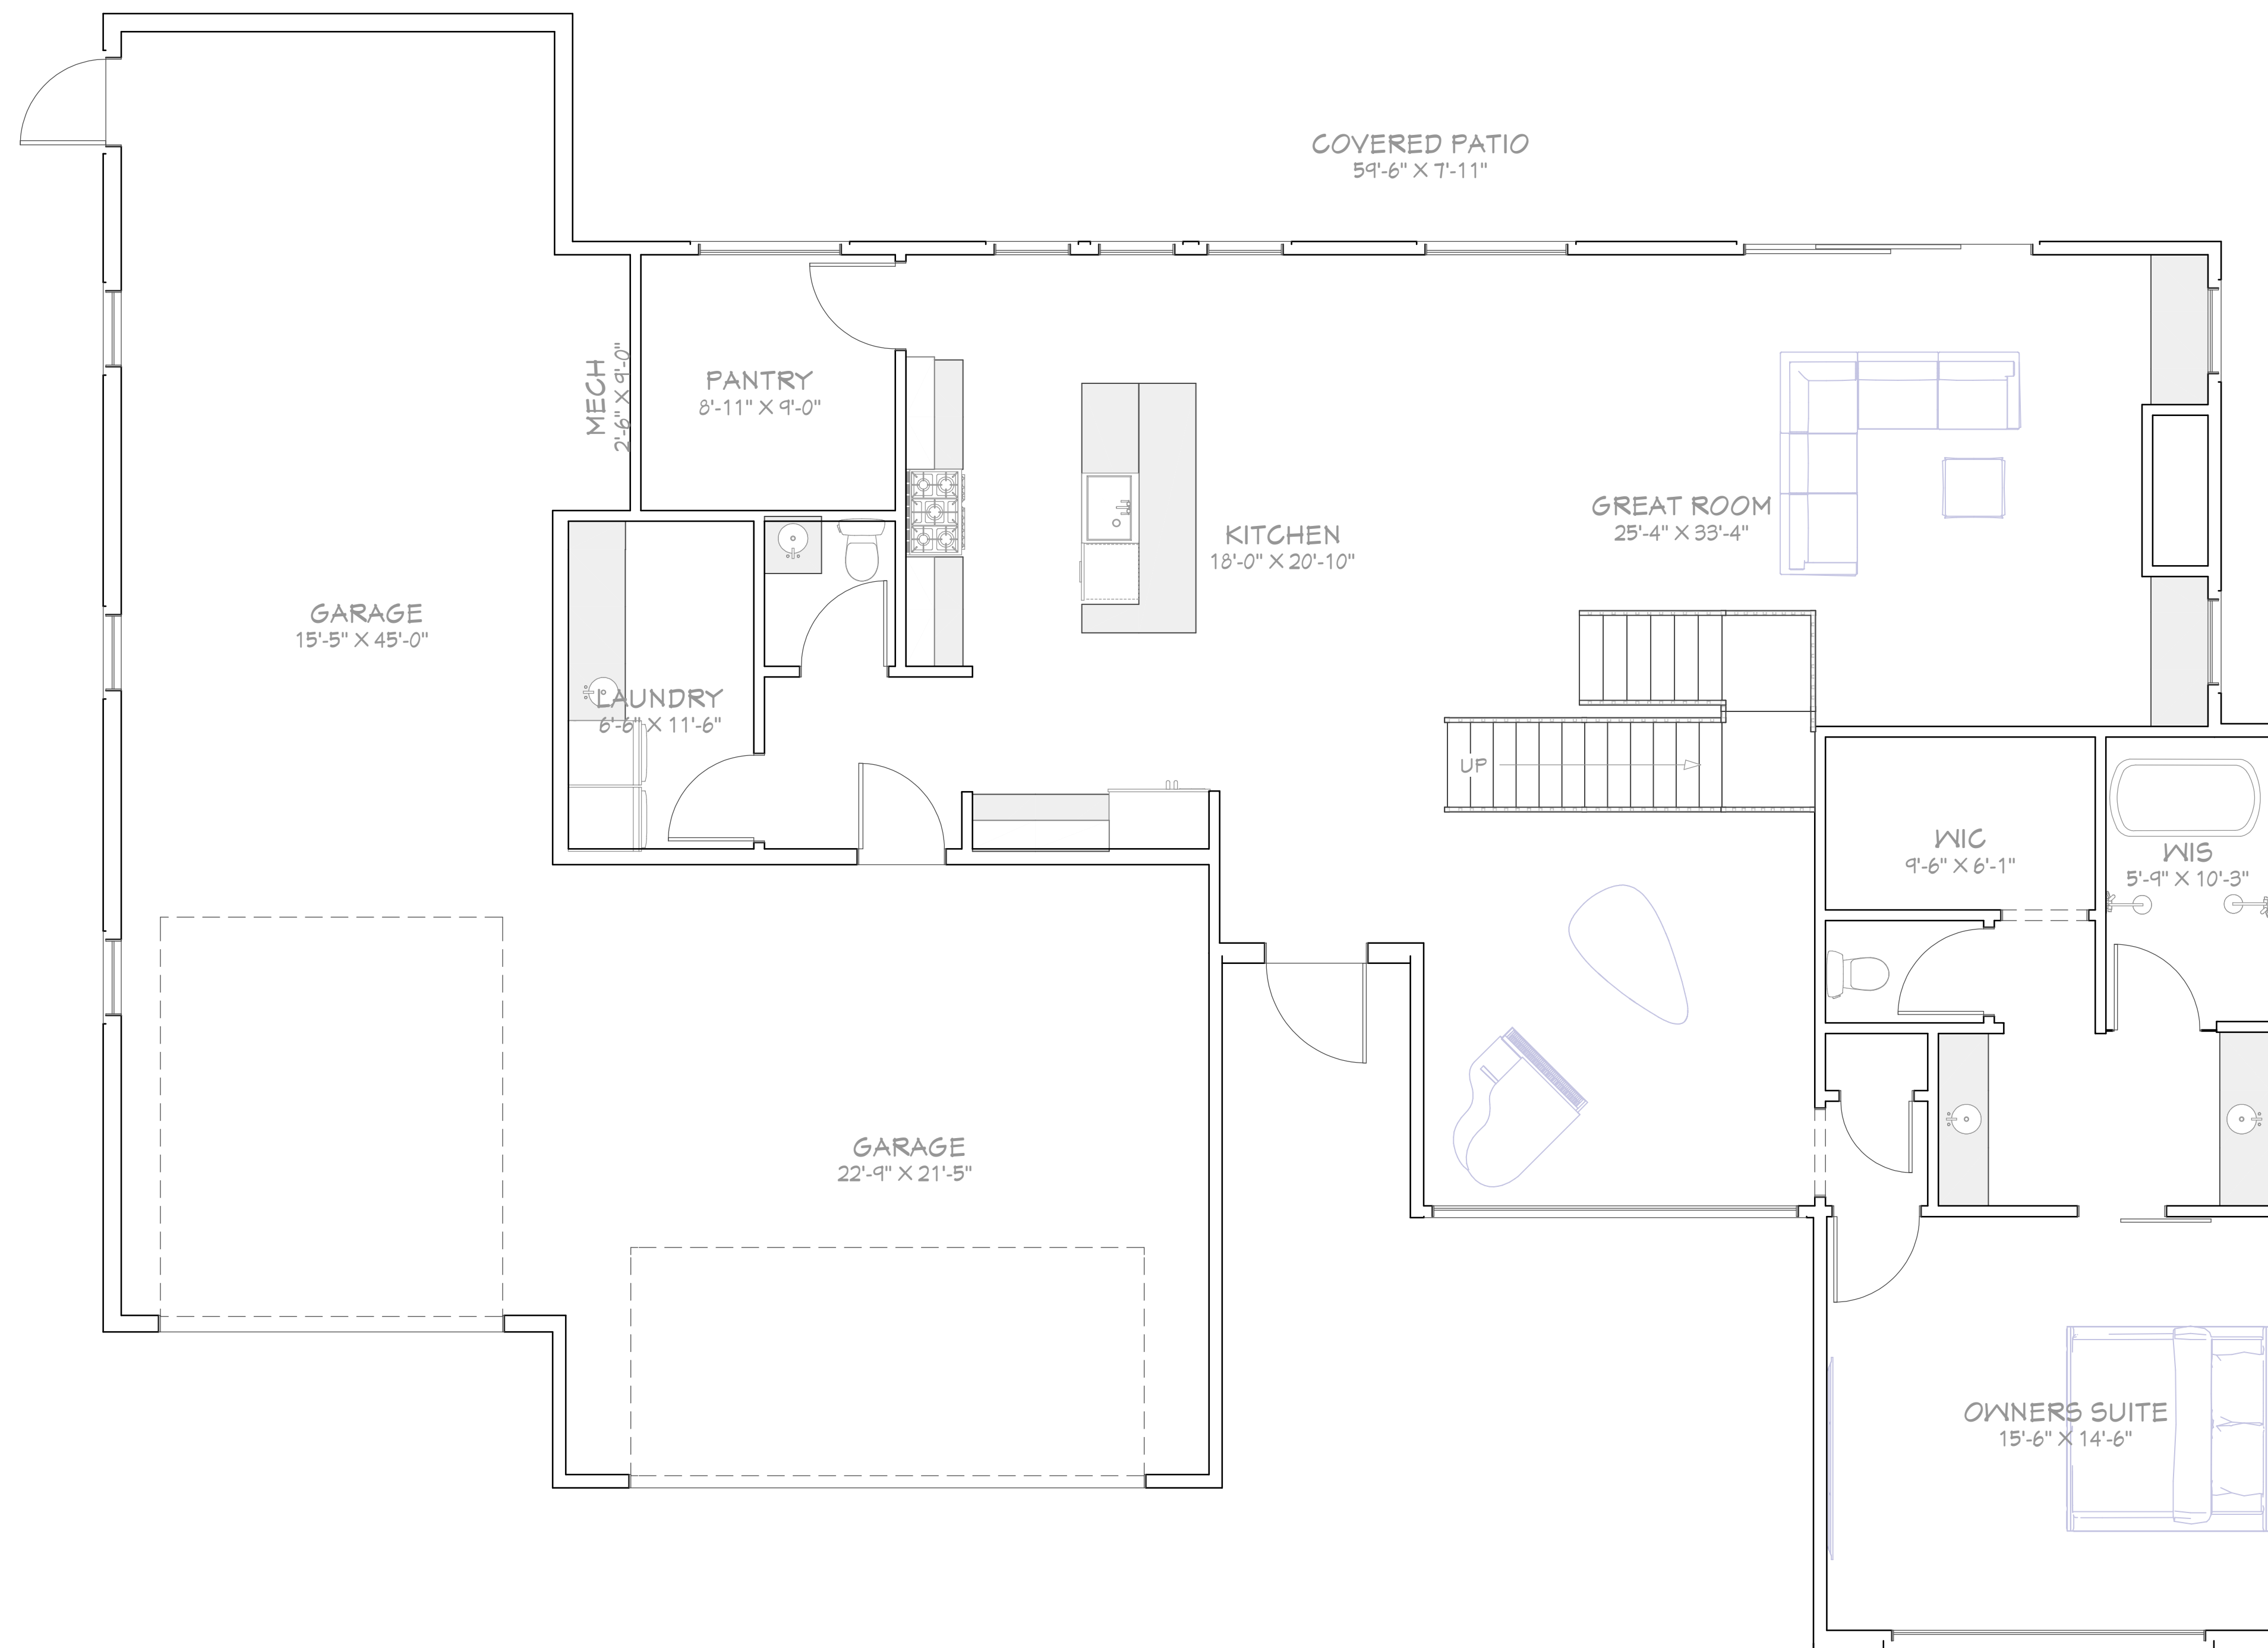 COVERED PATIO
59'-6" X 7'-11"
MECH
2'-6" X 9'-0"
PANTRY
8'-11" X 9'-0"
GREAT ROOM
25'-4" X 33'-4"
KITCHEN
18'-0" X 20'-10"
GARAGE
15'-5" X 45'-0"
LAUNDRY
6'-6" X 11'-6"
UP
WIC
9'-6" X 6'-1"
WIS
5'-9" X 10'-3"
GARAGE
22'-9" X 21'-5"
OWNERS SUITE
15'-6" X 14'-6"